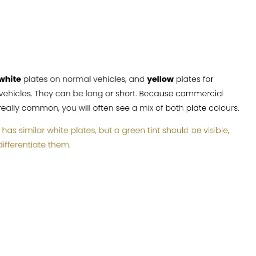 white plates on normal vehicles, and yellow plates for
vehicles. They can be long or short. Because commercial
really common, you will often see a mix of both plate colours.
has similar white plates, but a green tint should be visible,
differentiate them.